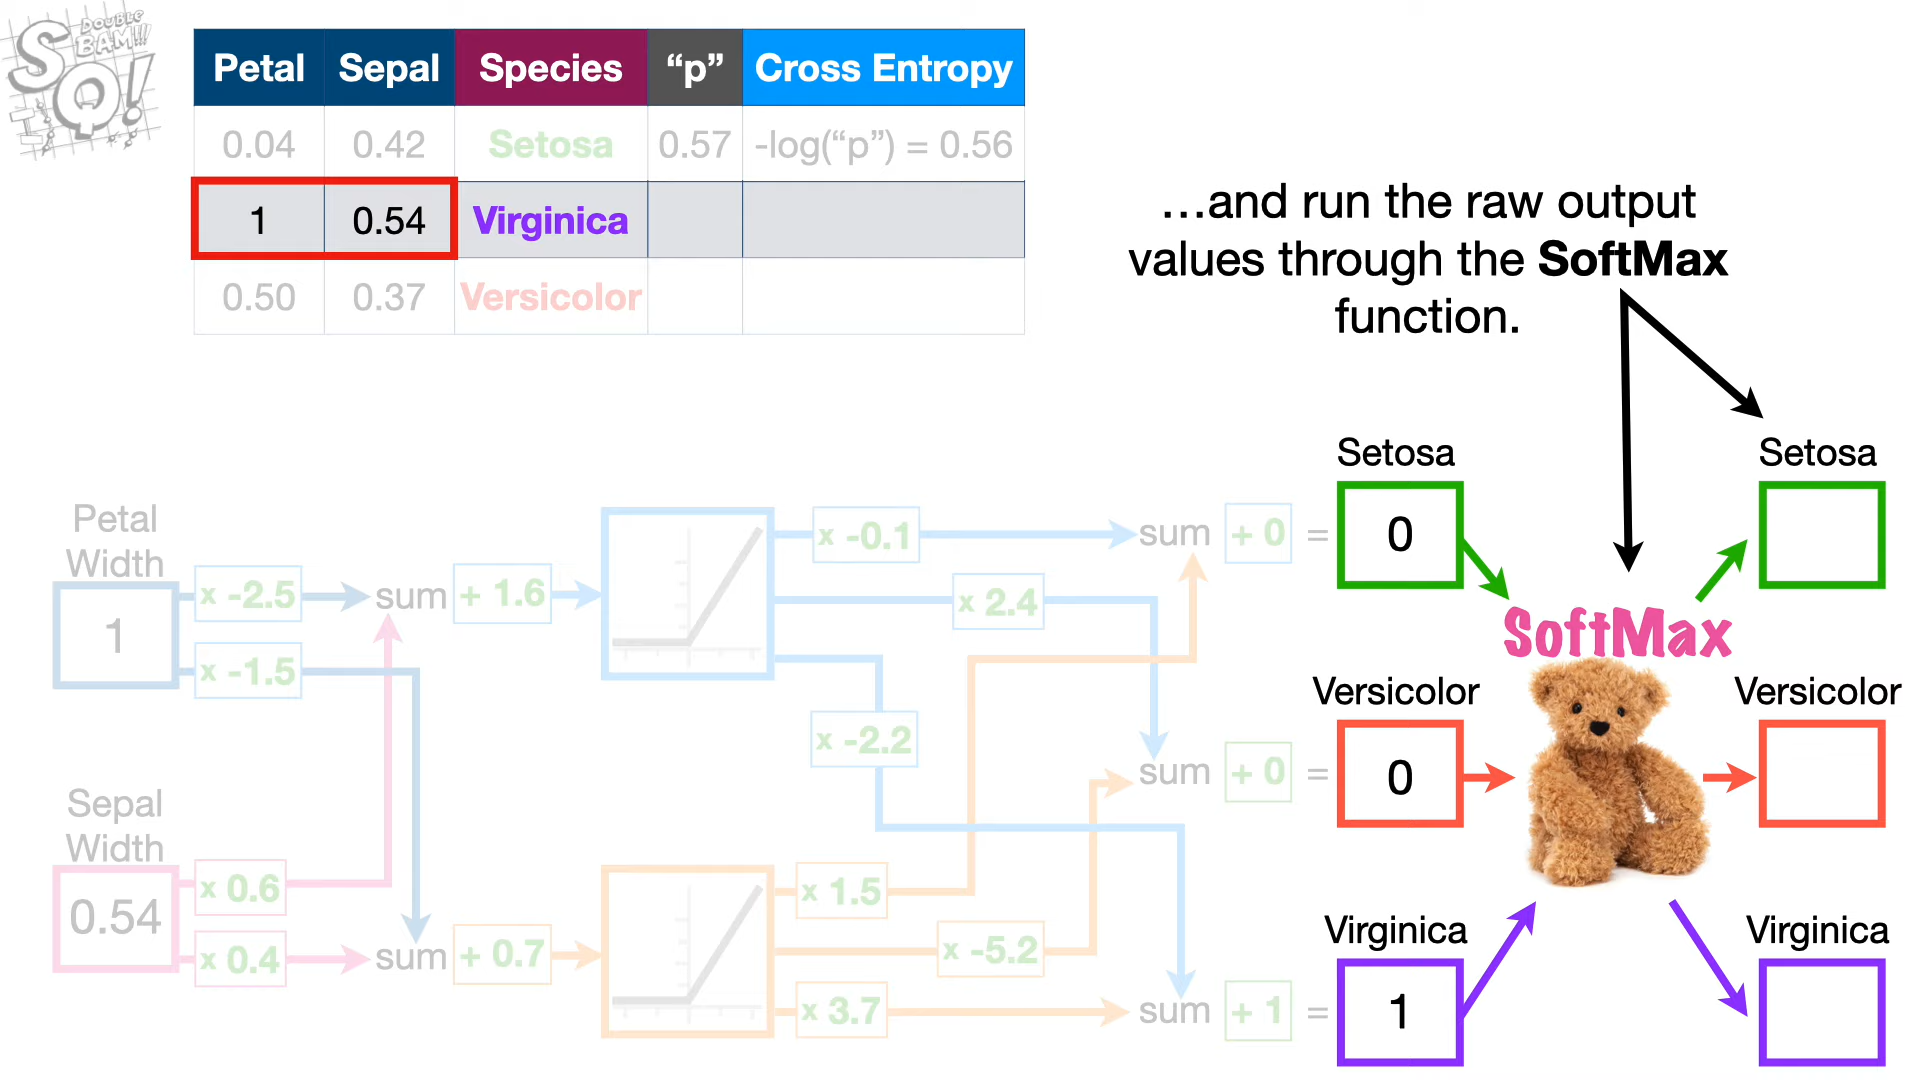 DOUBLE
BAM!!!
SQ!
Petal Sepal Species “p” Cross Entropy
0.04 0.42 Setosa 0.57 -log(“p”) = 0.56
1 0.54 Virginica
0.50 0.37 Versicolor
…and run the raw output
values through the SoftMax
function.
Petal
Width
1
x -2.5
x -1.5
sum
+ 1.6
Sepal
Width
0.54
x 0.6
x 0.4
sum
+ 0.7
x -0.1
x 2.4
x -2.2
x 1.5
x -5.2
x 3.7
sum + 0 =
sum + 0 =
sum + 1 =
Setosa
0
Versicolor
0
Virginica
1
SoftMax
Setosa
Versicolor
Virginica